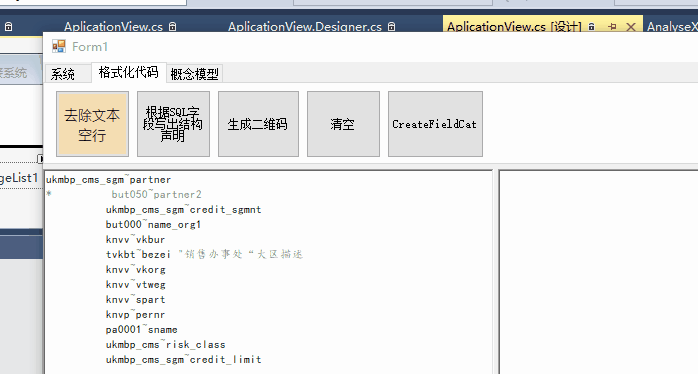 AplicationView.cs
AplicationView.Designer.cs
AplicationView.cs [设计]
AnalyseX
Form1
系统
格式化代码
概念模型
系统
去除文本
空行
根据SQL字
段写出结构
声明
生成二维码
清空
CreateFieldCat
geList1
ukmbp_cms_sgm~partner
* but050~partner2
ukmbp_cms_sgm~credit_sgmnt
but000~name_org1
knvv~vkbur
tvkbt~bezei "销售办事处“大区描述
knvv~vkorg
knvv~vtweg
knvv~spart
knvp~pernr
pa0001~sname
ukmbp_cms~risk_class
ukmbp_cms_sgm~credit_limit